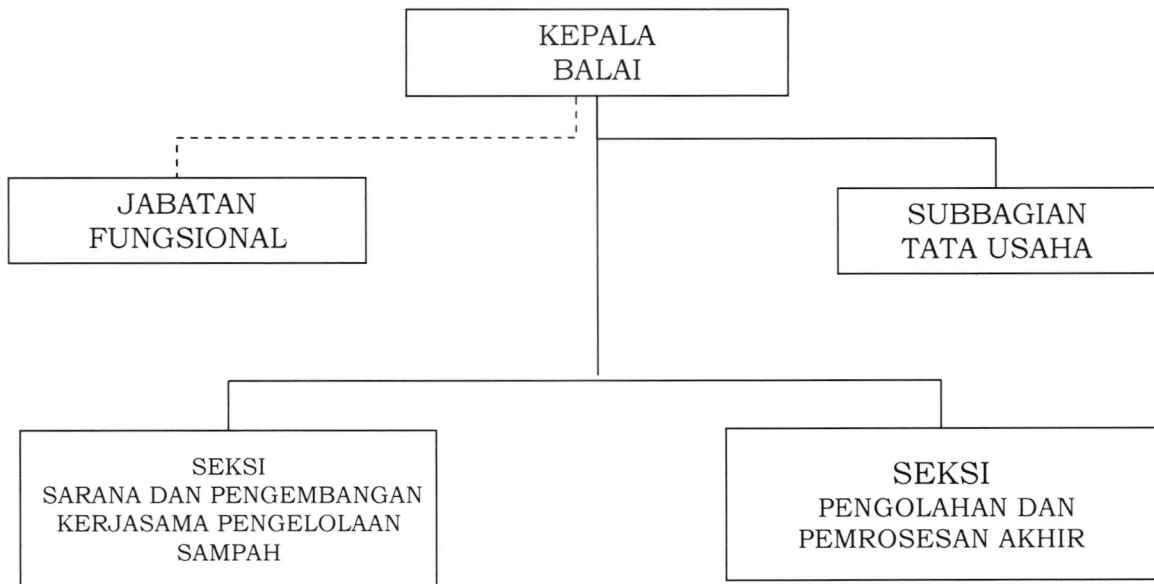 KEPALA
BALAI
JABATAN
FUNGSIONAL
SUBBAGIAN
TATA USAHA
SEKSI
SARANA DAN PENGEMBANGAN
KERJASAMA PENGELOLAAN
SAMPAH
SEKSI
PENGOLAHAN DAN
PEMROSESAN AKHIR